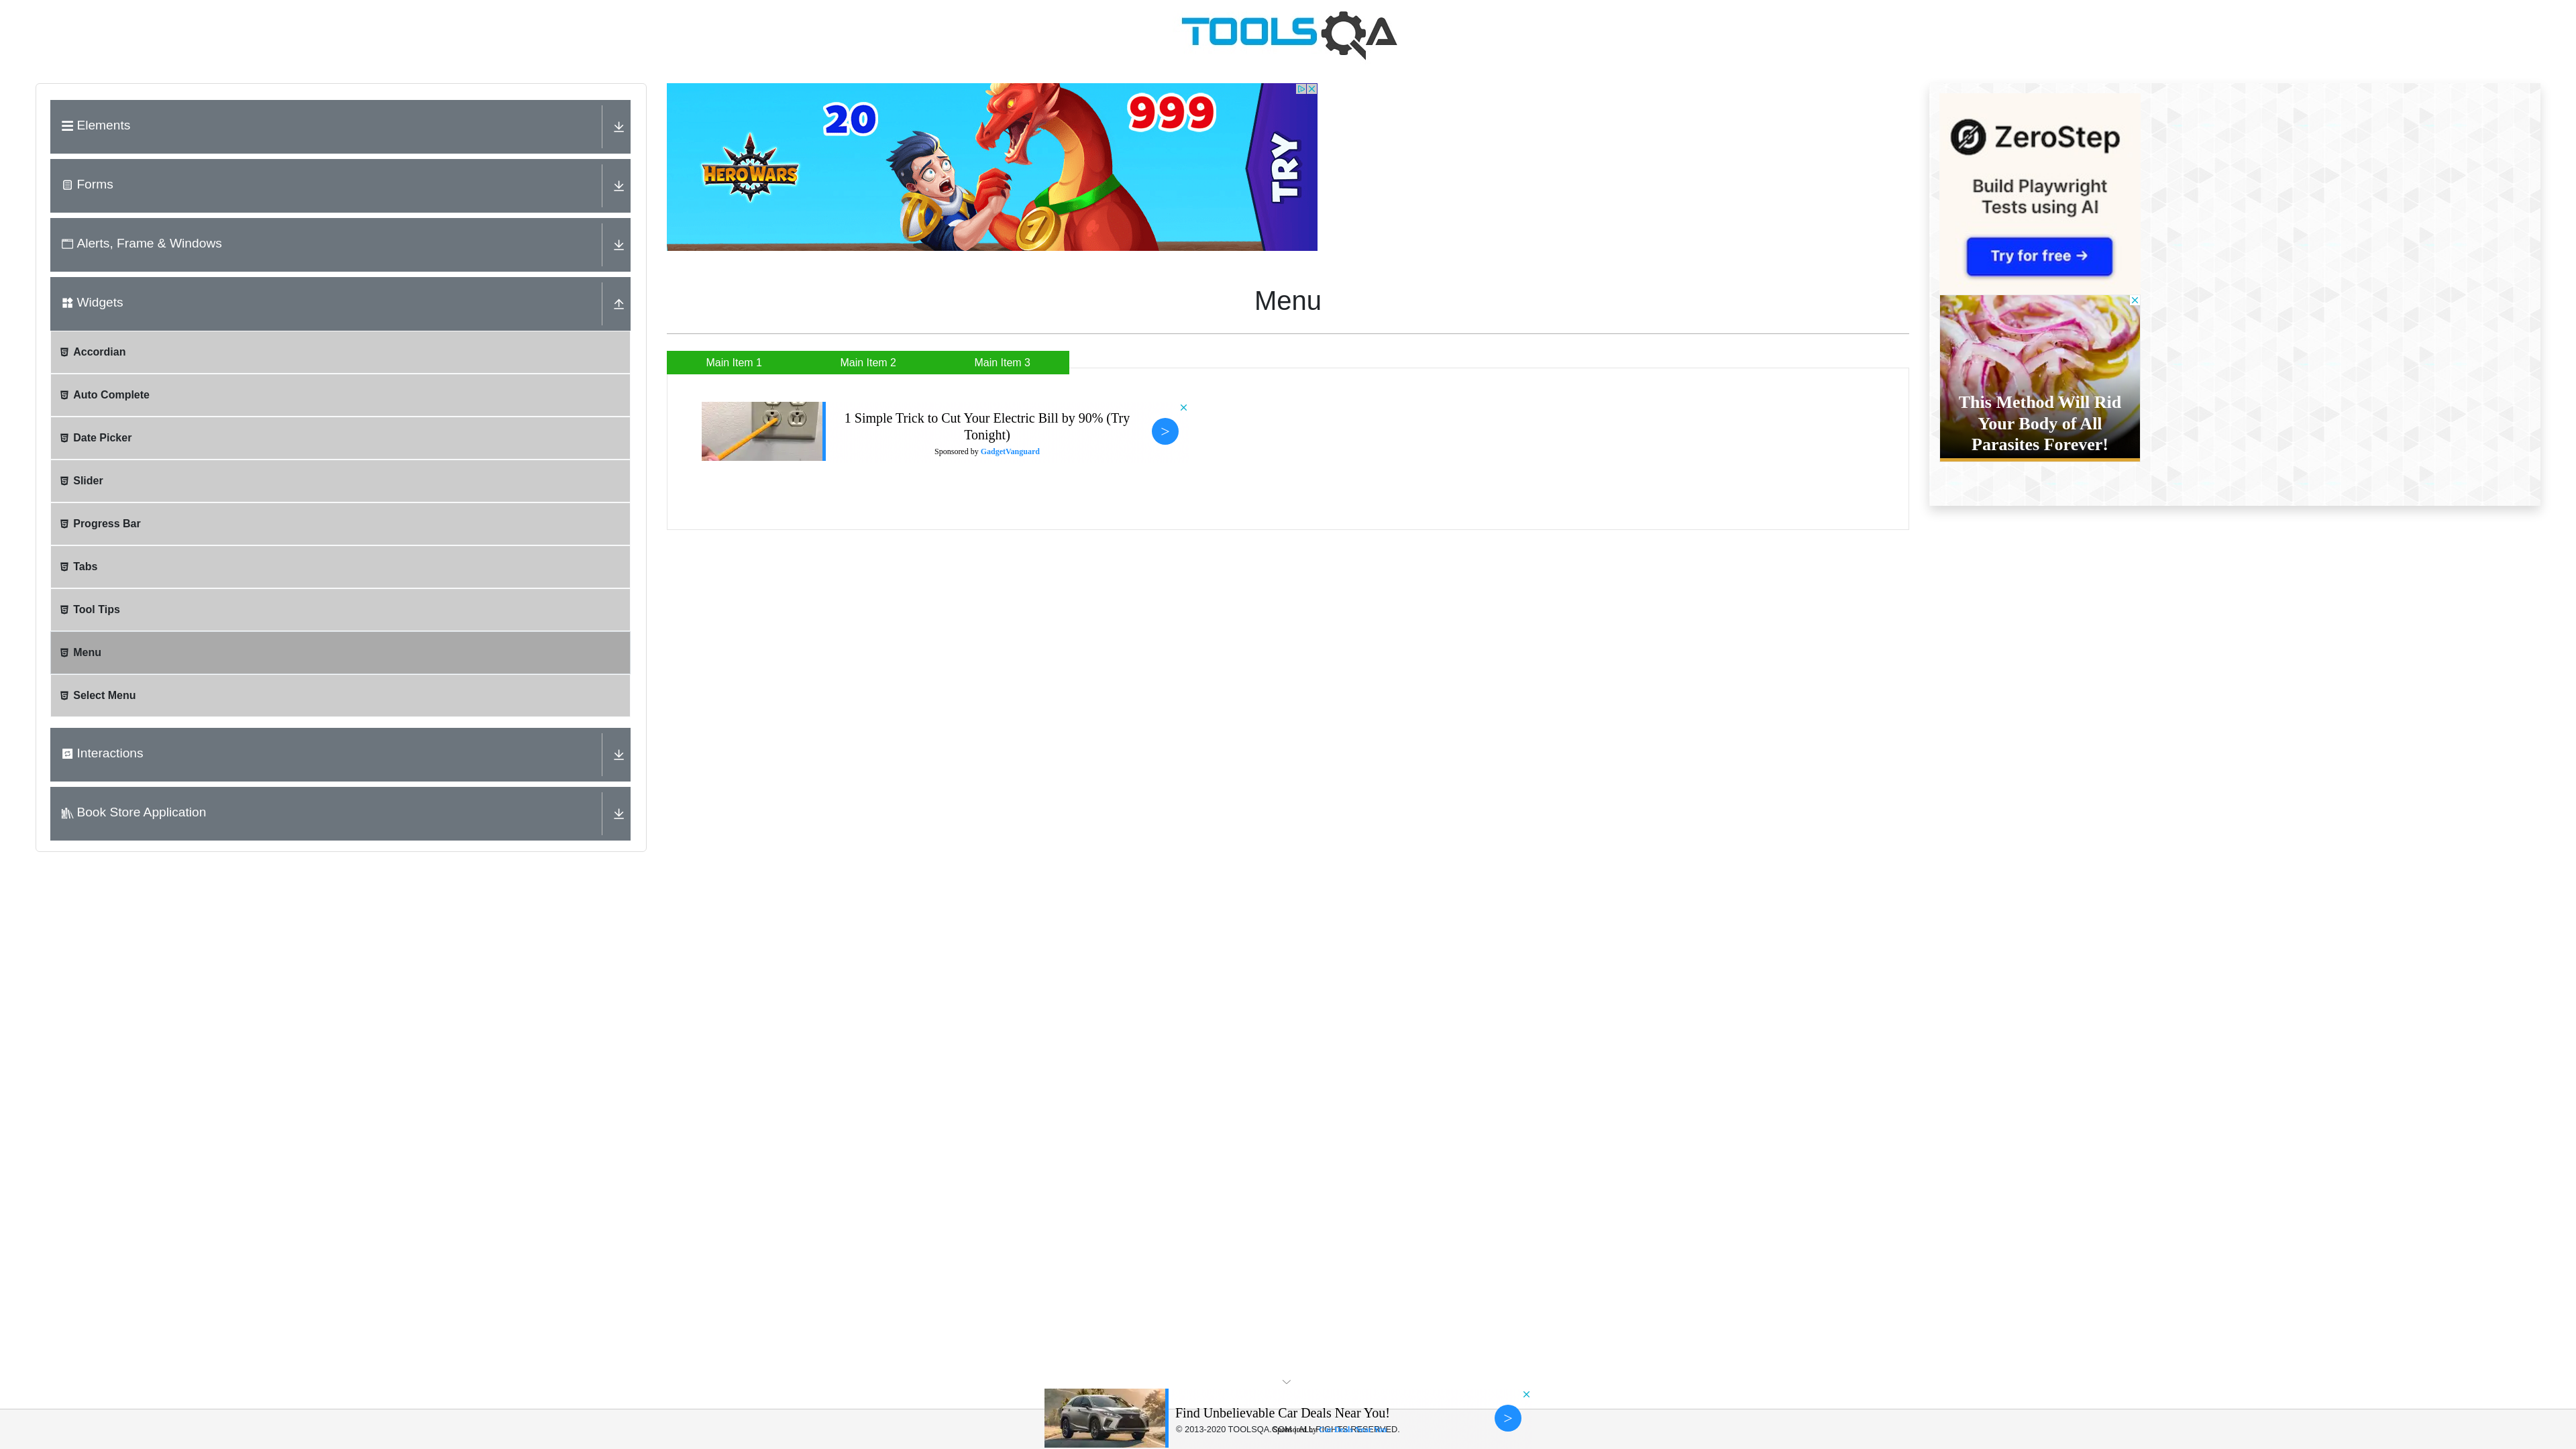 TOOLSQA
Elements
Forms
Alerts, Frame & Windows
Widgets
Accordian
Auto Complete
Date Picker
Slider
Progress Bar
Tabs
Tool Tips
Menu
Select Menu
Interactions
Book Store Application
HERO WARS
20
999
1
TRY
Menu
Main Item 1
Main Item 2
Main Item 3
1 Simple Trick to Cut Your Electric Bill by 90% (Try
Tonight)
Sponsored by GadgetVanguard
>
ZeroStep
Build Playwright
Tests using AI
Try for free →
This Method Will Rid
Your Body of All
Parasites Forever!
Find Unbelievable Car Deals Near You!
>
© 2013-2020 TOOLSQA.COM | ALL RIGHTS RESERVED.
Sponsored by